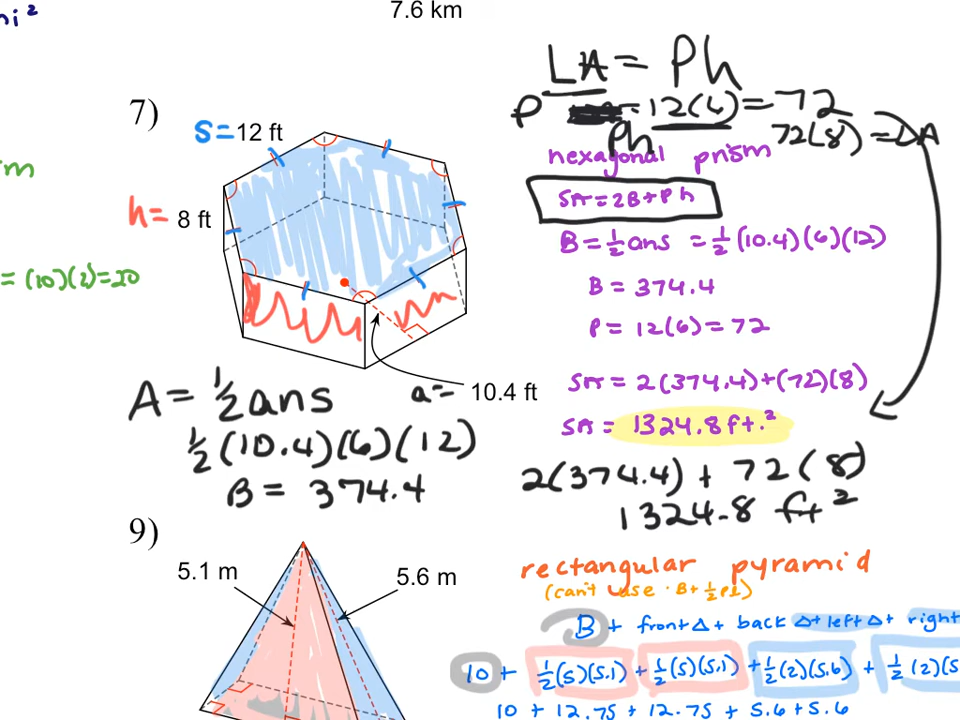 ni²
7.6 km
LA = Ph
P = 12(6) = 72
Ph 72(8) = LA
7)
s = 12 ft
hexagonal prism
SA = 2B + Ph
h = 8 ft
B = ½ans = ½(10.4)(6)(12)
B = 374.4
= (10)(2) = 20
P = 12(6) = 72
SA = 2(374.4) + (72)(8)
a = 10.4 ft
SA = 1324.8 ft.²
A = ½ans
½(10.4)(6)(12)
B = 374.4
2(374.4) + 72(8)
1324.8 ft²
9)
5.1 m
5.6 m
rectangular pyramid
(can't use · B + ½pl)
B + front Δ + back Δ + left Δ + right
10 + ½(5)(5.1) + ½(5)(5.1) + ½(2)(5.6) + ½(2)(5
10 + 12.75 + 12.75 + 5.6 + 5.6